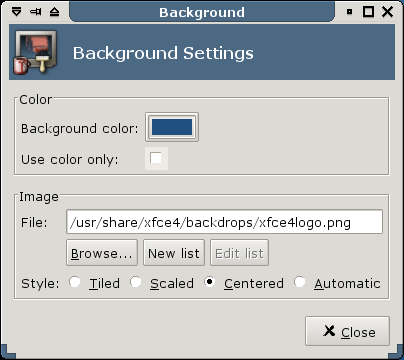 Background
Background Settings
Color
Background color:
Use color only:
Image
File: /usr/share/xfce4/backdrops/xfce4logo.png
Browse... New list Edit list
Style: Tiled Scaled Centered Automatic
Close